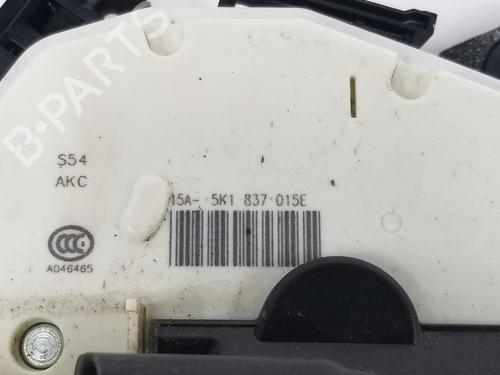 B-PARTS
S54
AKC
15A- 5K1 837 015E
CCC
A046465